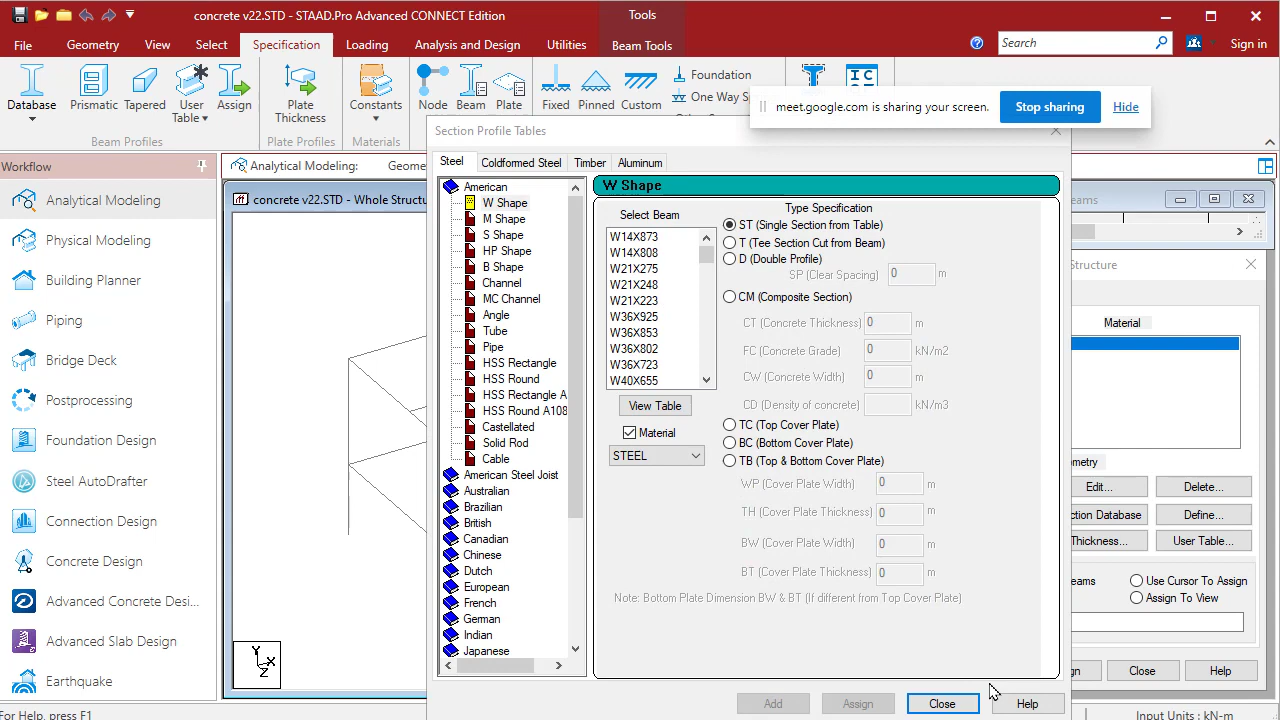 concrete v22.STD - STAAD.Pro Advanced CONNECT Edition
Tools
File
Geometry
View
Select
Specification
Loading
Analysis and Design
Utilities
Beam Tools
Search
Sign in
Database
Prismatic
Tapered
User
Table
Assign
Plate
Thickness
Constants
Node
Beam
Plate
Fixed
Pinned
Custom
Foundation
One Way
Beam Profiles
Plate Profiles
Materials
meet.google.com is sharing your screen.
Stop sharing
Hide
Workflow
Analytical Modeling
Physical Modeling
Building Planner
Piping
Bridge Deck
Postprocessing
Foundation Design
Steel AutoDrafter
Connection Design
Concrete Design
Advanced Concrete Desi...
Advanced Slab Design
Earthquake
Analytical Modeling:
Geome
concrete v22.STD - Whole Structu
Y
X
Z
Section Profile Tables
Steel
Coldformed Steel
Timber
Aluminum
American
W Shape
M Shape
S Shape
HP Shape
B Shape
Channel
MC Channel
Angle
Tube
Pipe
HSS Rectangle
HSS Round
HSS Rectangle A
HSS Round A108
Castellated
Solid Rod
Cable
American Steel Joist
Australian
Brazilian
British
Canadian
Chinese
Dutch
European
French
German
Indian
Japanese
W Shape
Select Beam
W14X873
W14X808
W21X275
W21X248
W21X223
W36X925
W36X853
W36X802
W36X723
W40X655
View Table
Material
STEEL
Type Specification
ST (Single Section from Table)
T (Tee Section Cut from Beam)
D (Double Profile)
SP (Clear Spacing) 0 m
CM (Composite Section)
CT (Concrete Thickness) 0 m
FC (Concrete Grade) 0 kN/m2
CW (Concrete Width) 0 m
CD (Density of concrete) kN/m3
TC (Top Cover Plate)
BC (Bottom Cover Plate)
TB (Top & Bottom Cover Plate)
WP (Cover Plate Width) 0 m
TH (Cover Plate Thickness) 0 m
BW (Cover Plate Width) 0 m
BT (Cover Plate Thickness) 0 m
Note: Bottom Plate Dimension BW & BT (If different from Top Cover Plate)
Add
Assign
Close
Help
eams
Structure
Material
ometry
Edit...
Delete...
ction Database
Define...
Thickness...
User Table...
eams
Use Cursor To Assign
Assign To View
gn
Close
Help
For Help, press F1
Input Units: kN-m